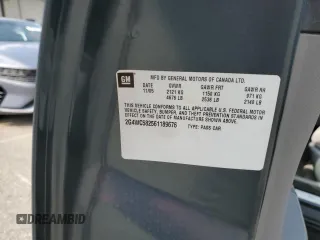 GM
MFD BY GENERAL MOTORS OF CANADA LTD.
DATE GVWR GAWR FRT GAWR RR
11/05 2121 KG 1150 KG 971 KG
4676 LB 2536 LB 2140 LB
THIS VEHICLE CONFORMS TO ALL APPLICABLE U.S. FEDERAL MOTOR
VEHICLE SAFETY, BUMPER, AND THEFT PREVENTION STANDARDS IN
EFFECT ON THE DATE OF MANUFACTURE SHOWN ABOVE.
TYPE: PASS CAR
DREAMBID